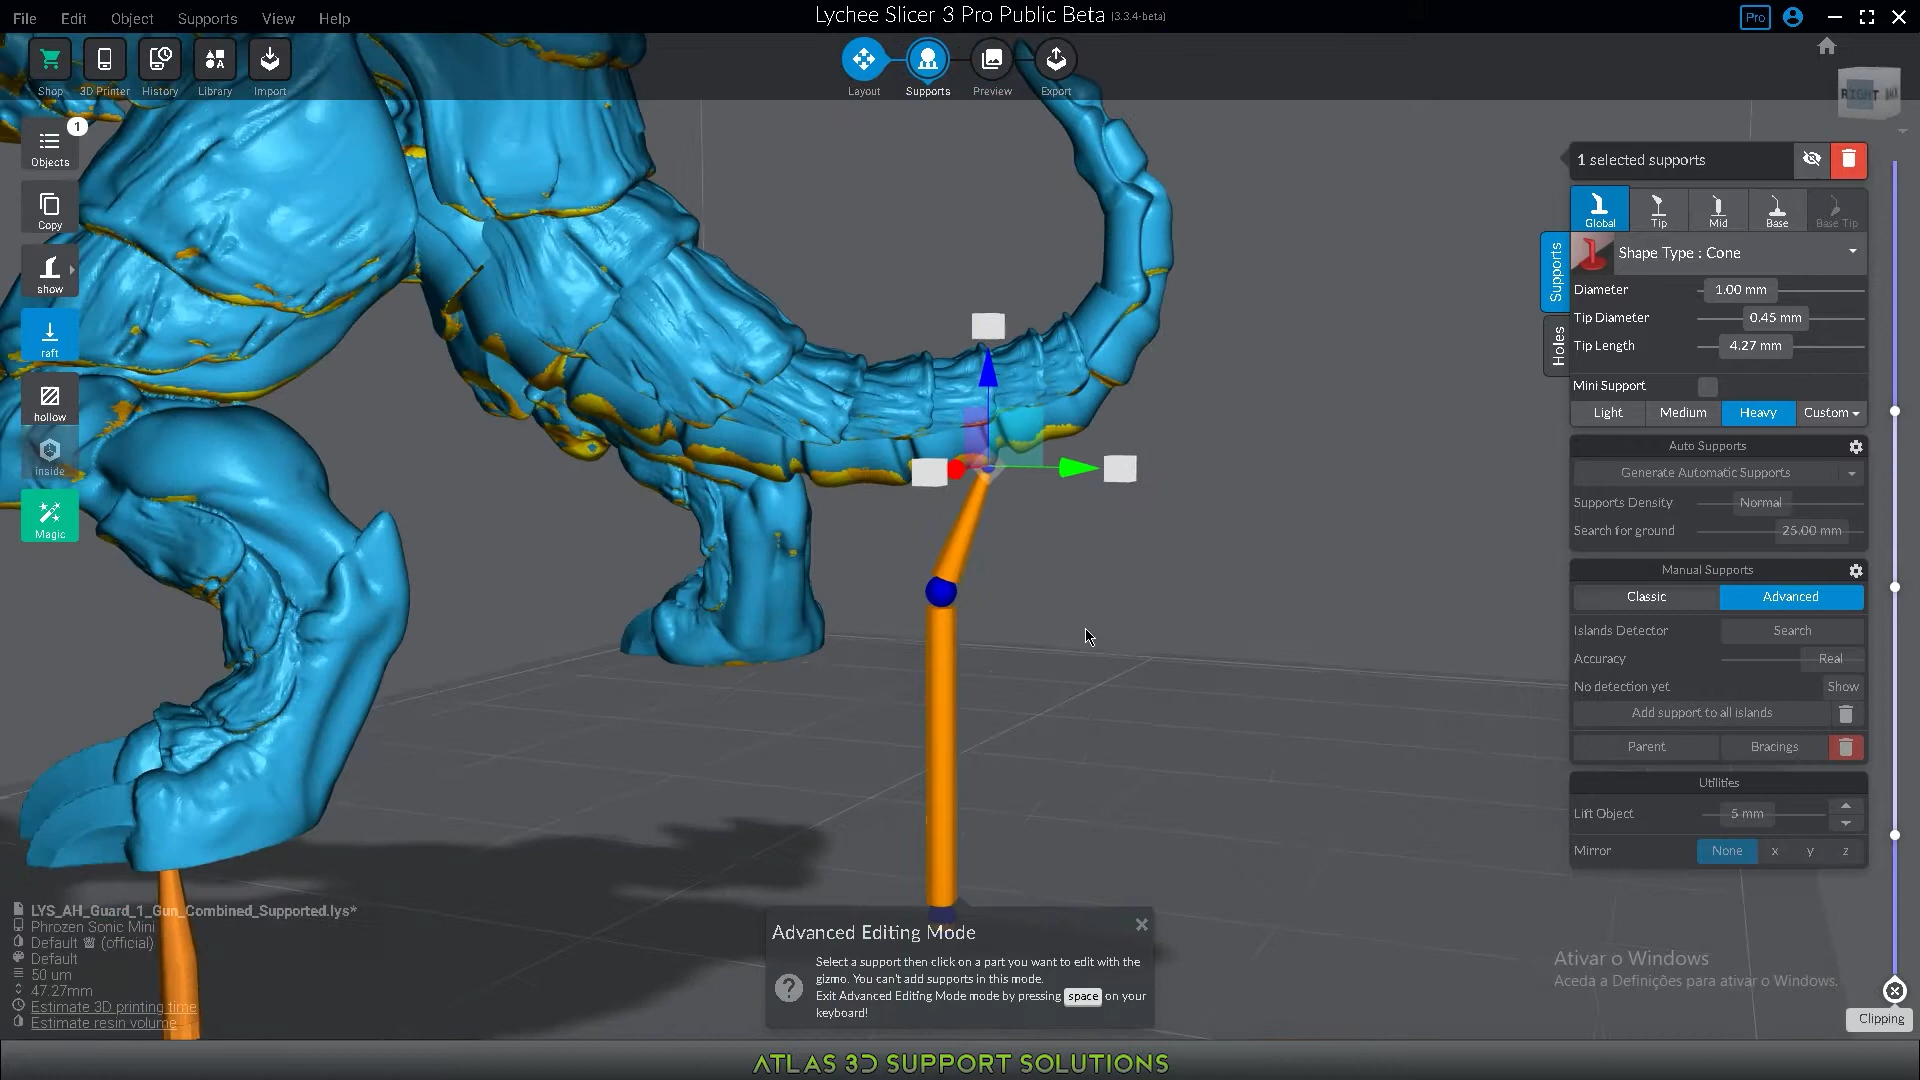 File Edit Object Supports View Help
Lychee Slicer 3 Pro Public Beta (3.3.4-beta)
Pro
Shop 3D Printer History Library Import
Layout Supports Preview Export
RIGHT BACK
1
Objects
Copy
show
raft
hollow
inside
Magic
1 selected supports
Global Tip Mid Base Base Tip
Supports
Holes
Shape Type : Cone
Diameter 1.00 mm
Tip Diameter 0.45 mm
Tip Length 4.27 mm
Mini Support
Light Medium Heavy Custom
Auto Supports
Generate Automatic Supports
Supports Density Normal
Search for ground 25.00 mm
Manual Supports
Classic Advanced
Islands Detector Search
Accuracy Real
No detection yet Show
Add support to all islands
Parent Bracings
Utilities
Lift Object 5 mm
Mirror None x y z
LYS_AH_Guard_1_Gun_Combined_Supported.lys*
Phrozen Sonic Mini
Default (official)
Default
50 um
47.27mm
Estimate 3D printing time
Estimate resin volume
Advanced Editing Mode
Select a support then click on a part you want to edit with the
gizmo. You can't add supports in this mode.
Exit Advanced Editing Mode mode by pressing space on your
keyboard!
Ativar o Windows
Aceda a Definições para ativar o Windows.
Clipping
ATLAS 3D SUPPORT SOLUTIONS